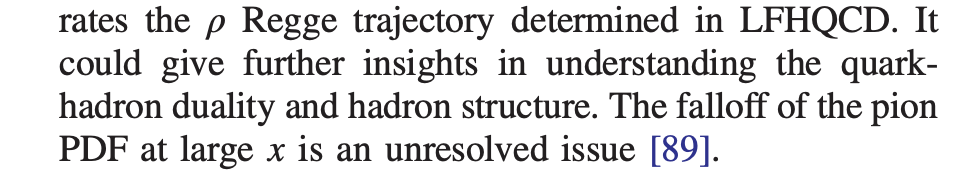 rates the ρ Regge trajectory determined in LFHQCD. It
could give further insights in understanding the quark-
hadron duality and hadron structure. The falloff of the pion
PDF at large x is an unresolved issue [89].